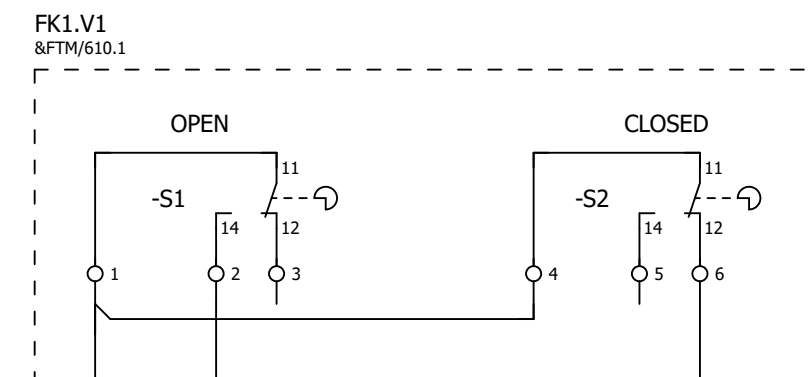 FK1.V1
&FTM/610.1
OPEN
CLOSED
11
11
-S1
-S2
14
12
14
12
1
2
3
4
5
6